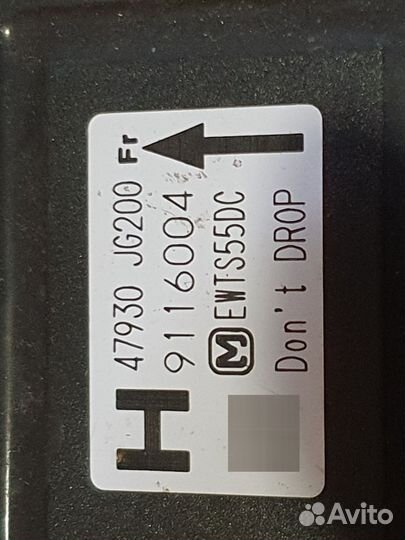 H
47930 JG200 Fr
9116004
M EWTS55DC
Don't DROP
Avito